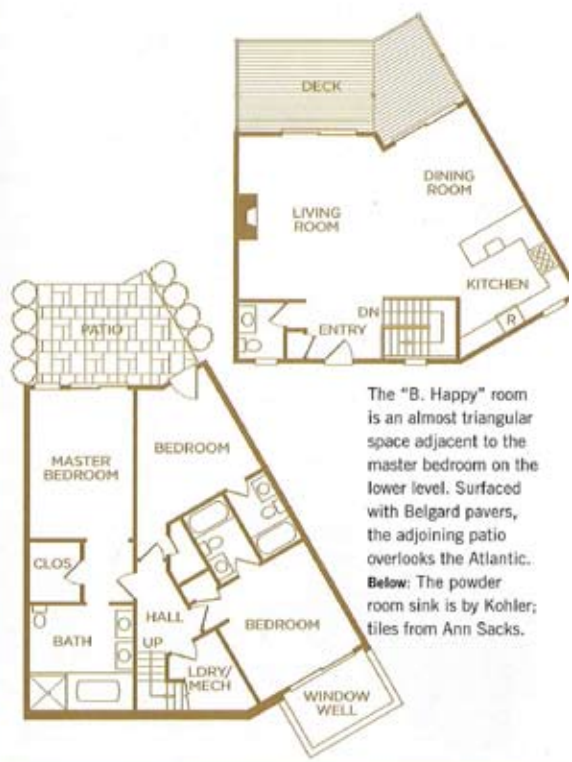 DECK
DINING
ROOM
LIVING
ROOM
KITCHEN
DN
ENTRY
R
PATIO
The "B. Happy" room
is an almost triangular
space adjacent to the
master bedroom on the
lower level. Surfaced
with Belgard pavers,
the adjoining patio
overlooks the Atlantic.
Below: The powder
room sink is by Kohler;
tiles from Ann Sacks.
MASTER
BEDROOM
BEDROOM
CLOS
BATH
HALL
UP
BEDROOM
LDRY/
MECH
WINDOW
WELL